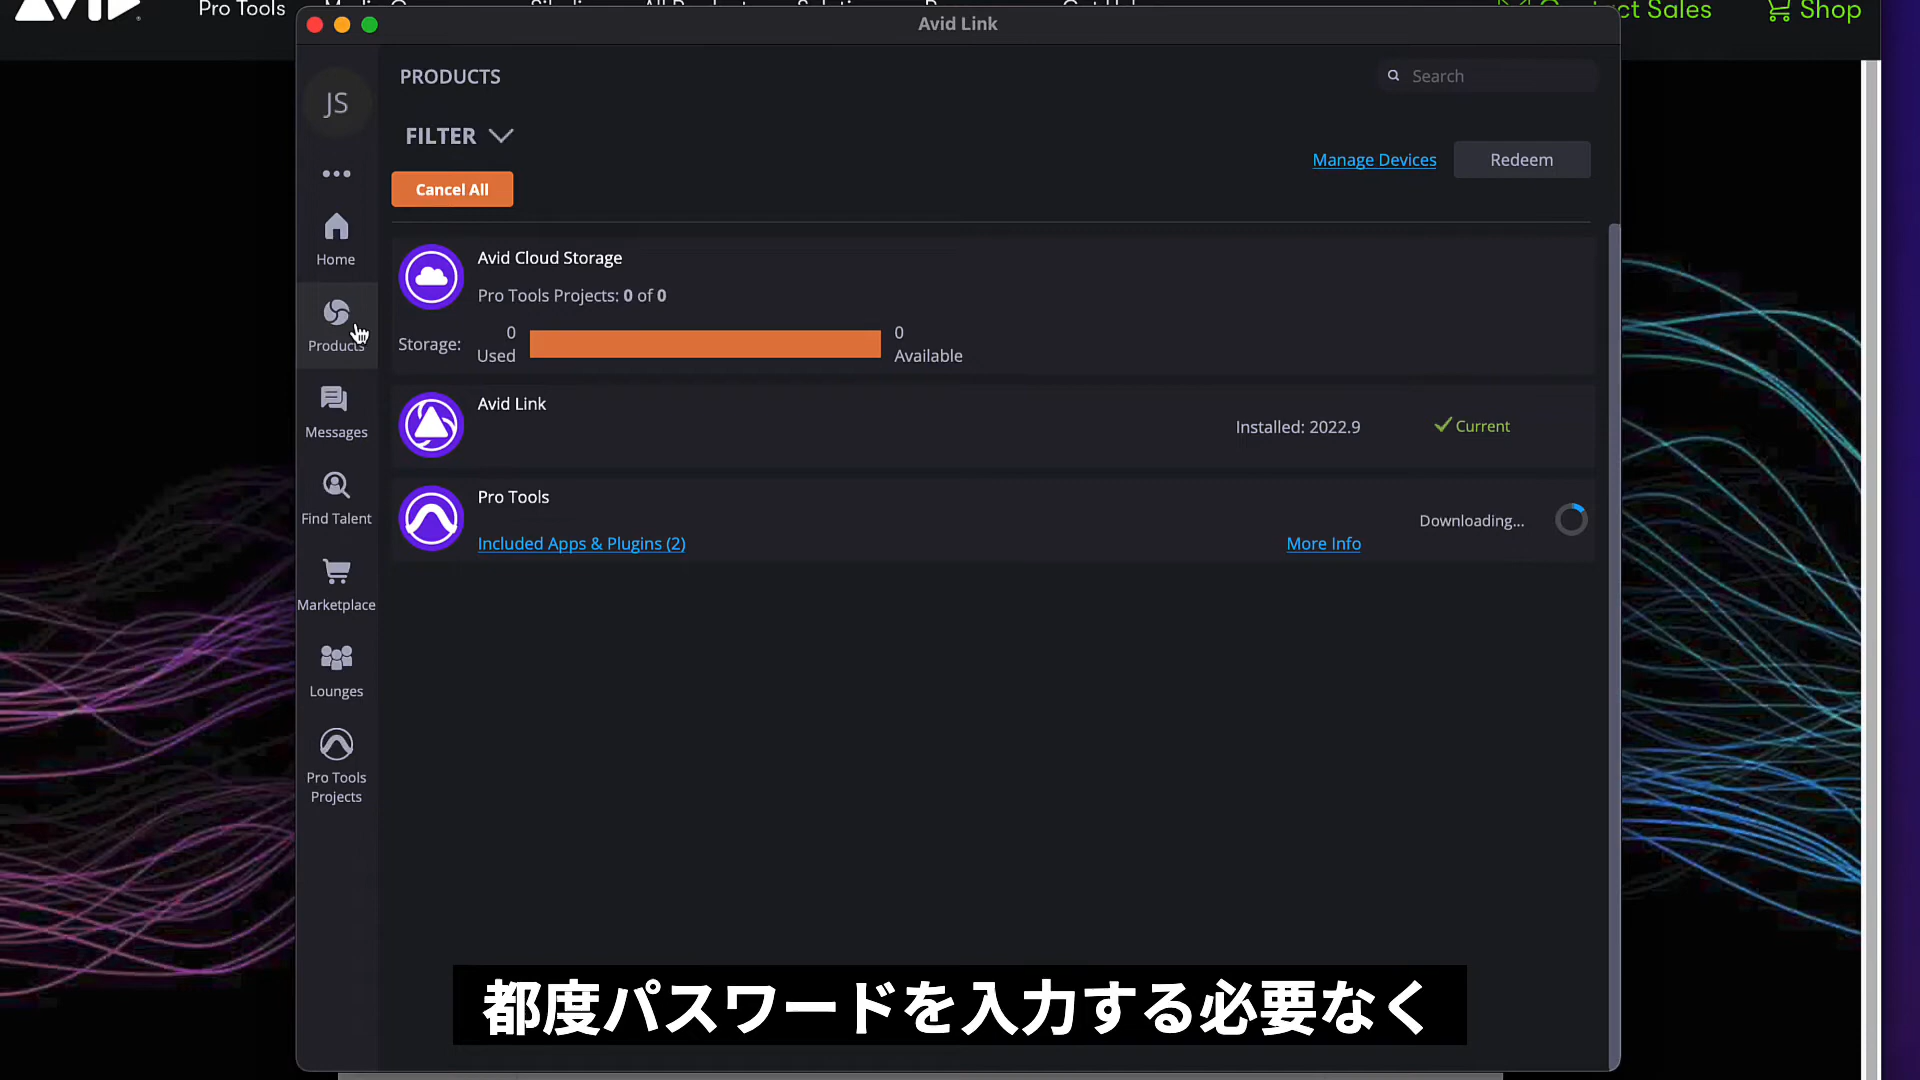 Pro Tools
Contact Sales
Shop
Avid Link
JS
PRODUCTS
Search
FILTER
Manage Devices
Redeem
Cancel All
Home
Products
Messages
Find Talent
Marketplace
Lounges
Pro Tools
Projects
Avid Cloud Storage
Pro Tools Projects: 0 of 0
Storage:
0
Used
0
Available
Avid Link
Installed: 2022.9
Current
Pro Tools
Included Apps & Plugins (2)
More Info
Downloading...
都度パスワードを入力する必要なく